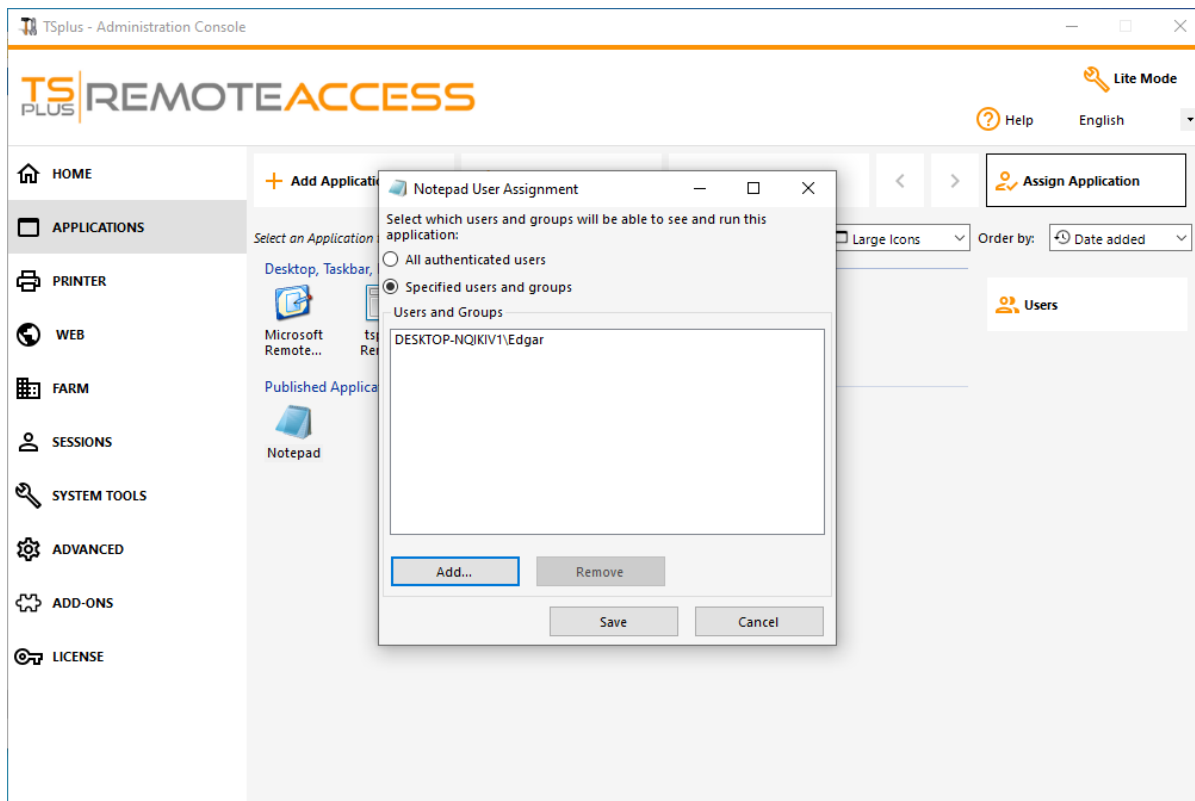 TSplus - Administration Console
TS PLUS REMOTEACCESS
Lite Mode
Help
English
HOME
APPLICATIONS
PRINTER
WEB
FARM
SESSIONS
SYSTEM TOOLS
ADVANCED
ADD-ONS
LICENSE
Add
Assign Application
Select an Application
Large Icons
Order by:
Date added
Desktop, Taskbar,
Microsoft
Remote...
Published
Notepad
Users
Notepad User Assignment
Select which users and groups will be able to see and run this
application:
All authenticated users
Specified users and groups
Users and Groups
DESKTOP-NQIKIV1\Edgar
Add...
Remove
Save
Cancel